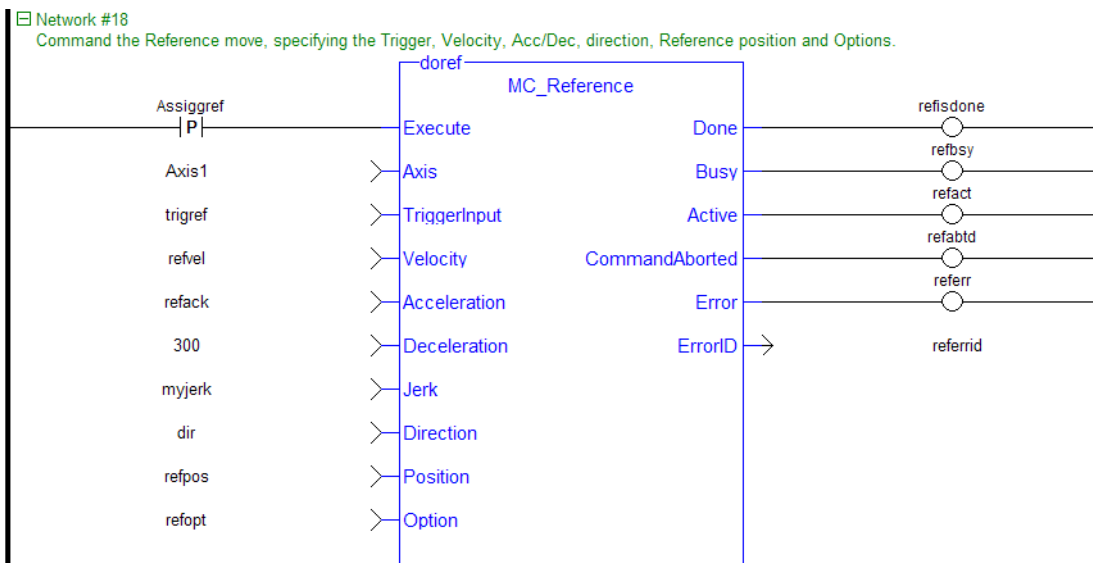 Network #18
Command the Reference move, specifying the Trigger, Velocity, Acc/Dec, direction, Reference position and Options.
doref
MC_Reference
Assiggref refisdone
P Execute Done
refbsy
Axis1 Axis Busy
refact
trigref TriggerInput Active
refabtd
refvel Velocity CommandAborted
referr
refack Acceleration Error
300 Deceleration ErrorID referrid
myjerk Jerk
dir Direction
refpos Position
refopt Option